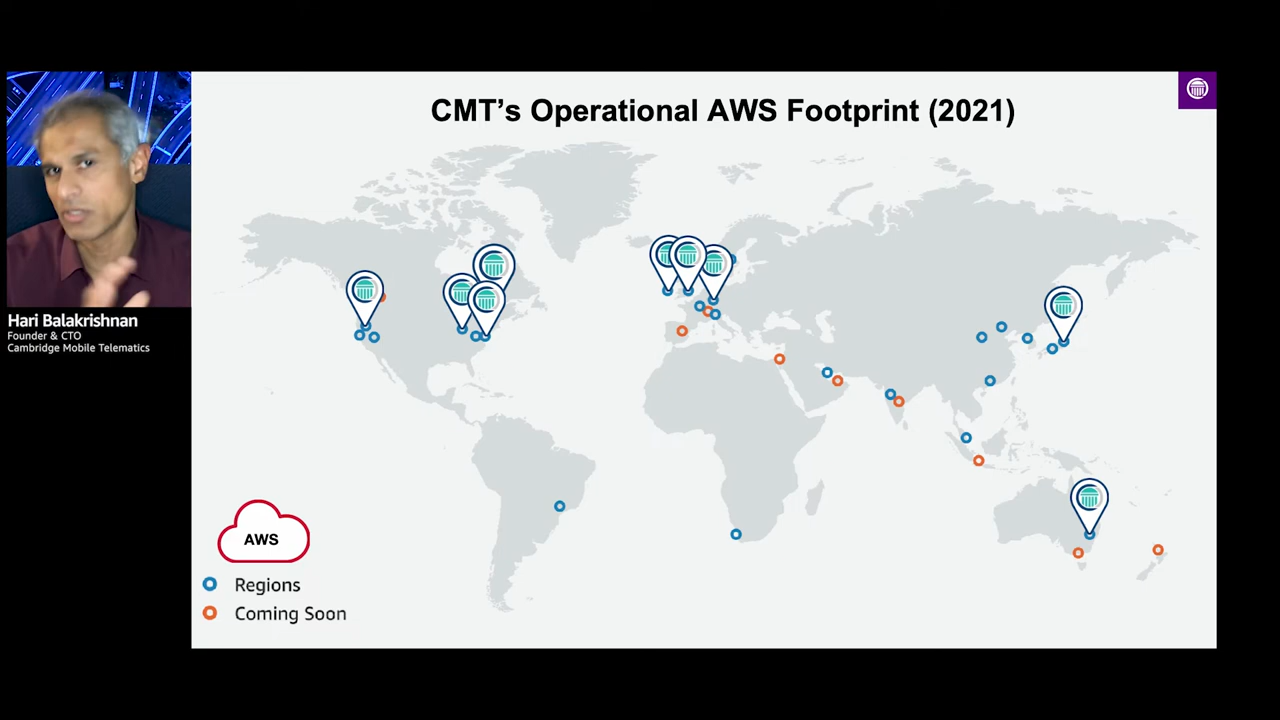 CMT's Operational AWS Footprint (2021)
Hari Balakrishnan
Founder & CTO
Cambridge Mobile Telematics
AWS
Regions
Coming Soon